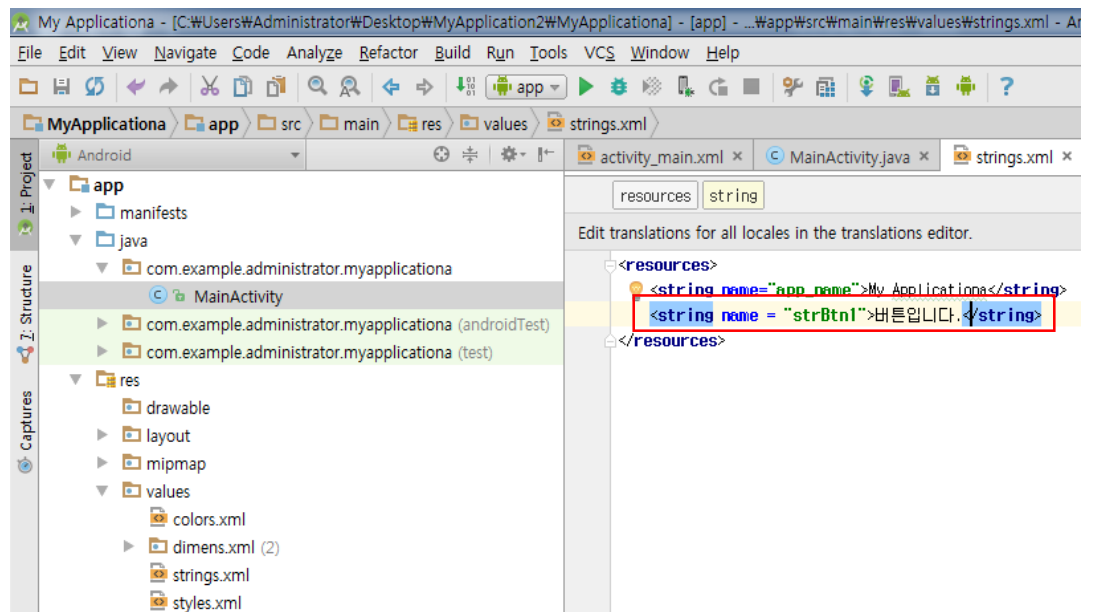 My Applicationa - [C:₩Users₩Administrator₩Desktop₩MyApplication2₩MyApplicationa] - [app] - ...₩app₩src₩main₩res₩values₩strings.xml - An
File Edit View Navigate Code Analyze Refactor Build Run Tools VCS Window Help
app
MyApplicationa app src main res values strings.xml
1: Project
7: Structure
Captures
Android
app
manifests
java
com.example.administrator.myapplicationa
MainActivity
com.example.administrator.myapplicationa (androidTest)
com.example.administrator.myapplicationa (test)
res
drawable
layout
mipmap
values
colors.xml
dimens.xml (2)
strings.xml
styles.xml
activity_main.xml × MainActivity.java × strings.xml ×
resources string
Edit translations for all locales in the translations editor.
<resources>
<string name="app_name">My Applicationa</string>
<string name = "strBtn1">버튼입니다.</string>
</resources>